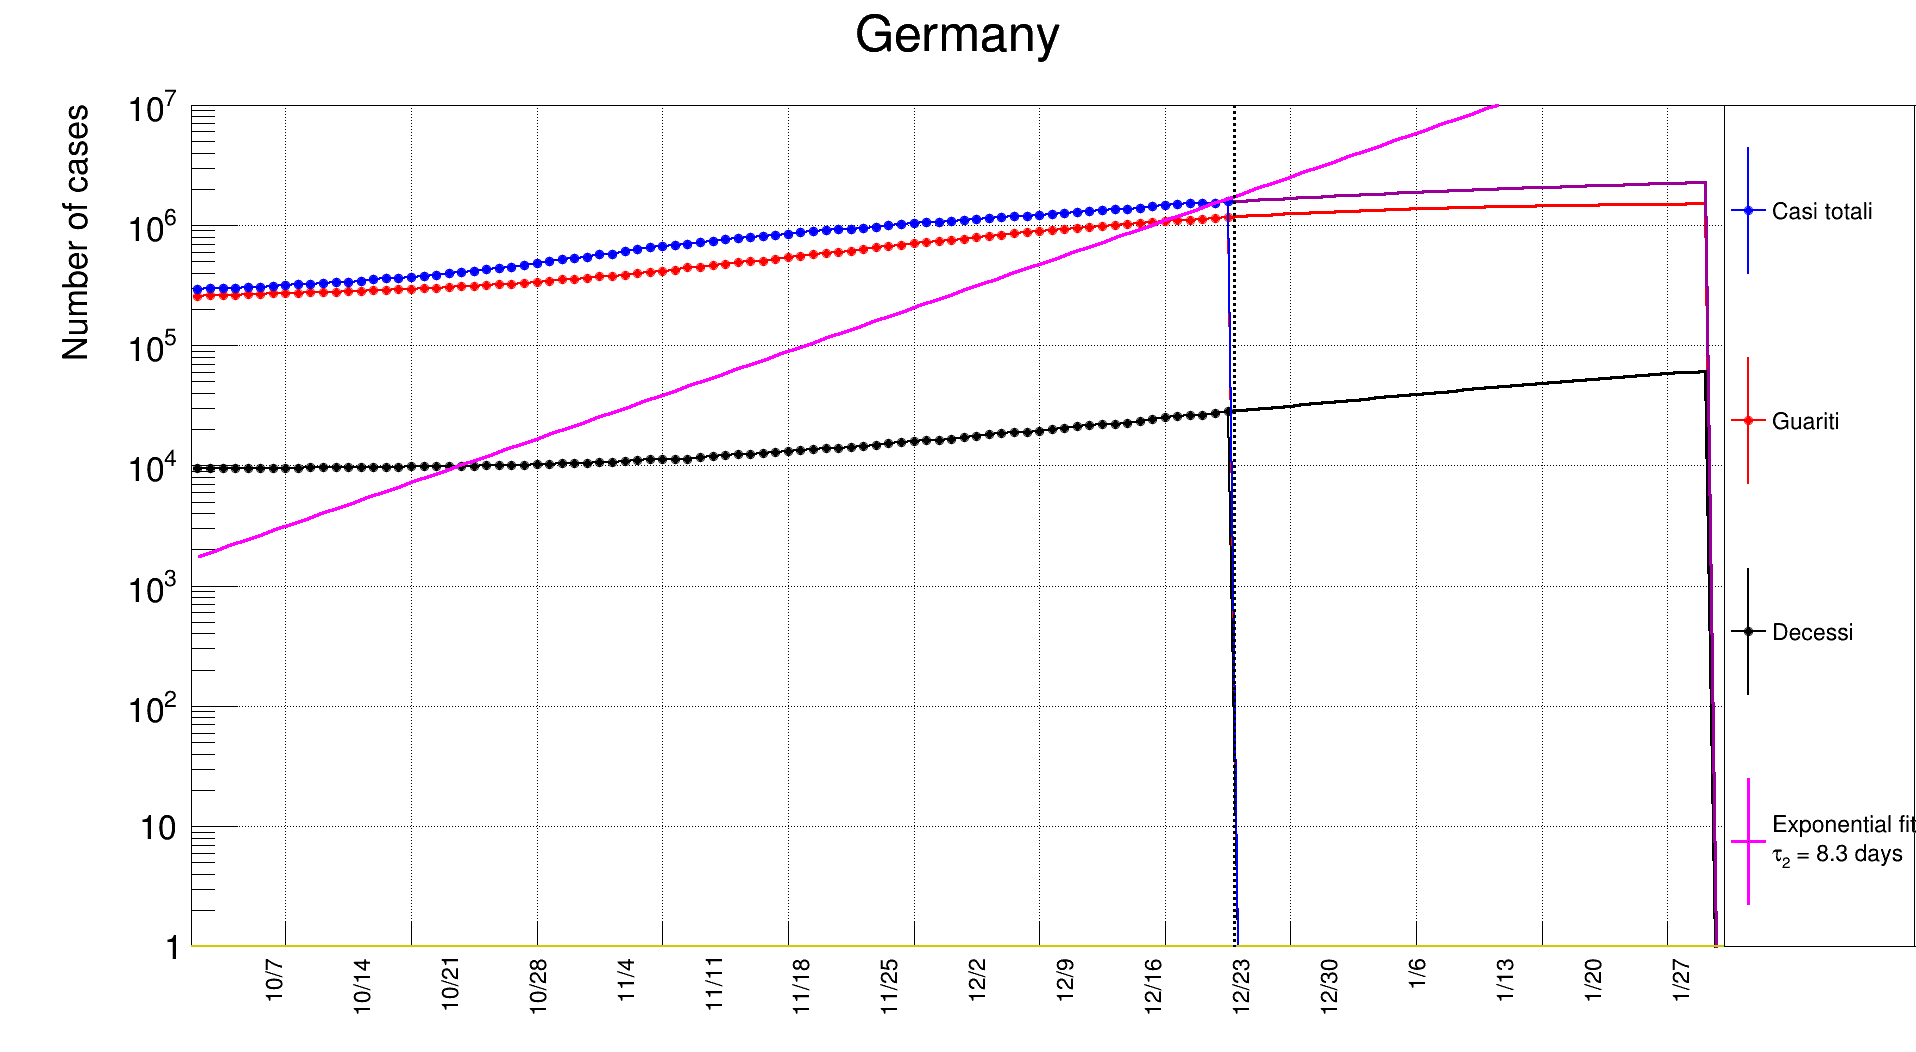 Germany
Number of cases
10^7
10^6
10^5
10^4
10^3
10^2
10
1
10/7 10/14 10/21 10/28 11/4 11/11 11/18 11/25 12/2 12/9 12/16 12/23 12/30 1/6 1/13 1/20 1/27
Casi totali
Guariti
Decessi
Exponential fit
τ₂ = 8.3 days